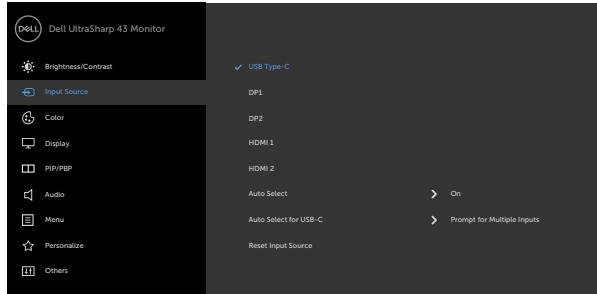 DELL Dell UltraSharp 43 Monitor
Brightness/Contrast
Input Source
Color
Display
PIP/PBP
Audio
Menu
Personalize
Others
USB Type-C
DP1
DP2
HDMI 1
HDMI 2
Auto Select On
Auto Select for USB-C Prompt for Multiple Inputs
Reset Input Source